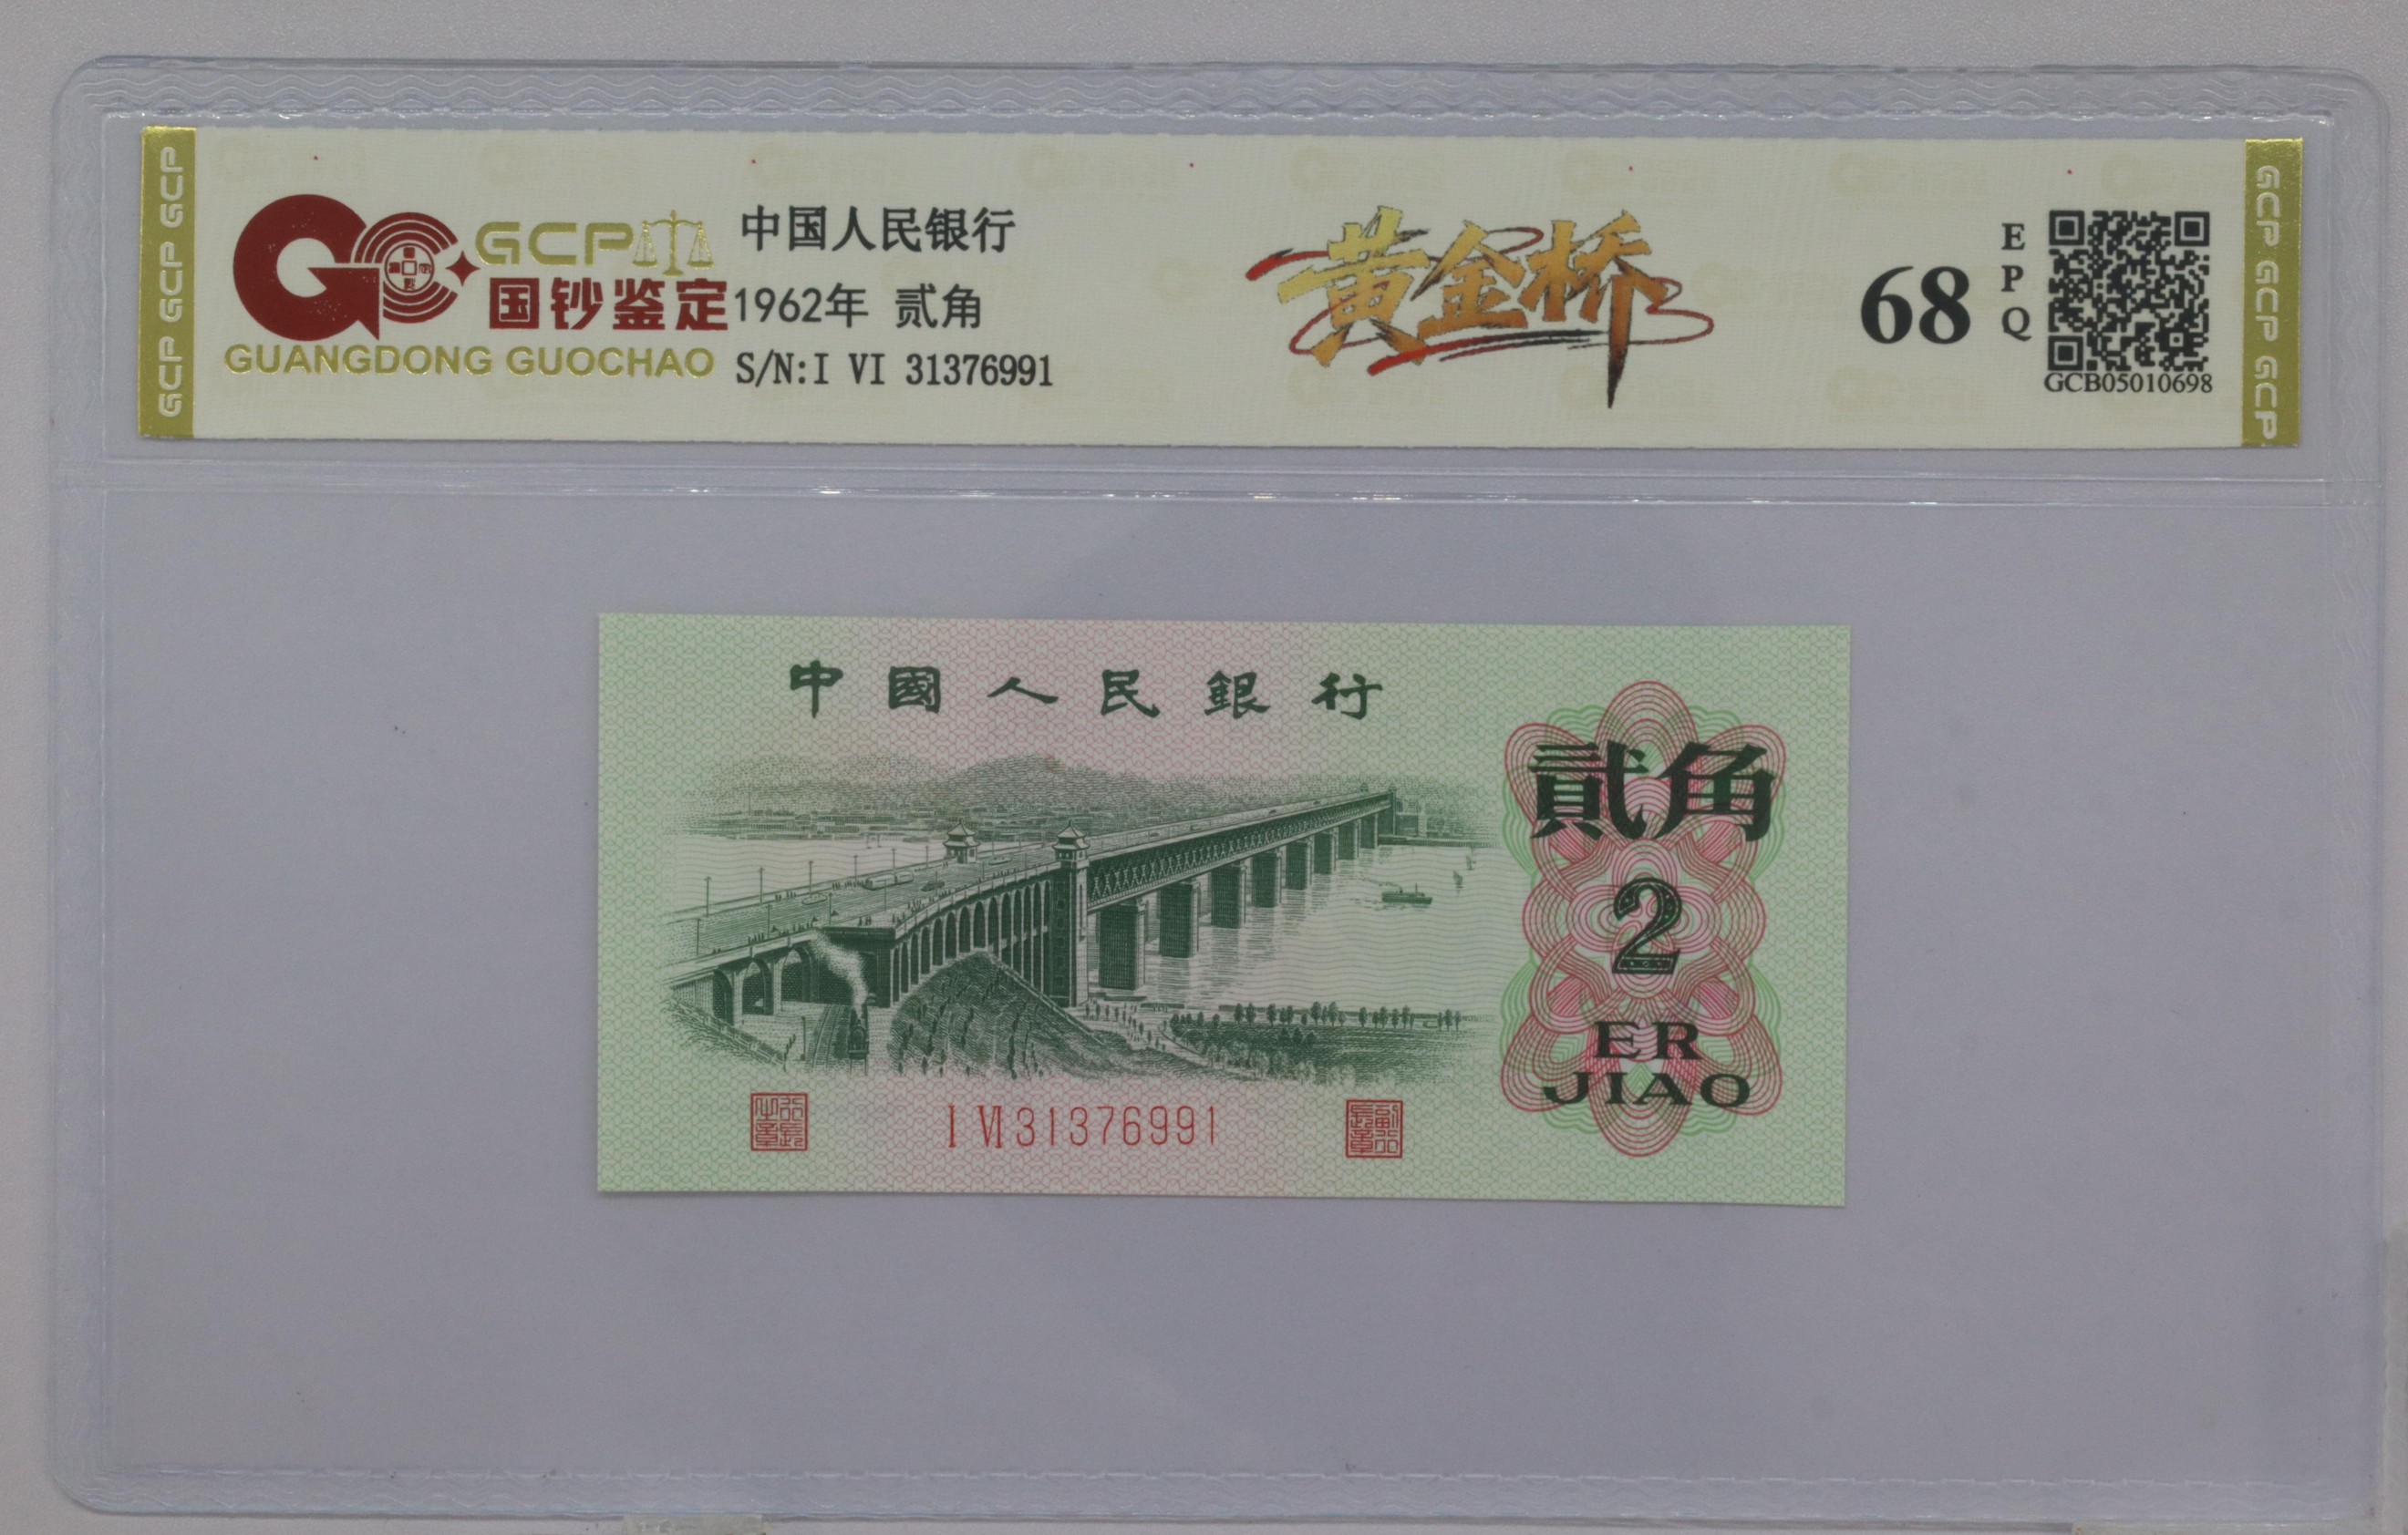 GCP GCP GCP
GCP
国钞鉴定
GUANGDONG GUOCHAO
中国人民银行
1962年 贰角
S/N:I VI 31376991
黄金桥
68
E
P
Q
GCB05010698
GCP GCP GCP
中國人民銀行
貳角
2
ER
JIAO
I VI 31376991